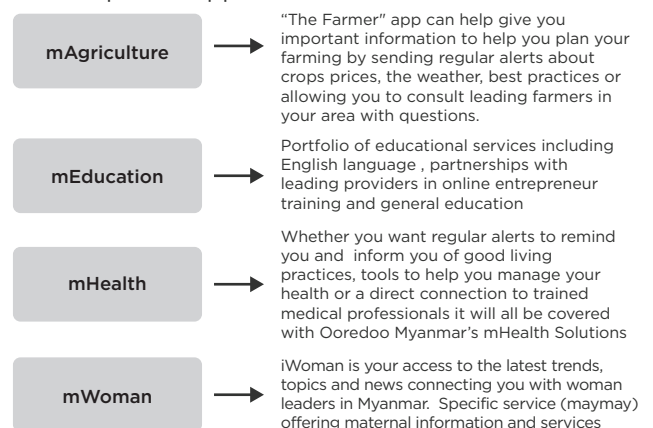 mAgriculture
“The Farmer" app can help give you
important information to help you plan your
farming by sending regular alerts about
crops prices, the weather, best practices or
allowing you to consult leading farmers in
your area with questions.
mEducation
Portfolio of educational services including
English language , partnerships with
leading providers in online entrepreneur
training and general education
mHealth
Whether you want regular alerts to remind
you and inform you of good living
practices, tools to help you manage your
health or a direct connection to trained
medical professionals it will all be covered
with Ooredoo Myanmar's mHealth Solutions
mWoman
iWoman is your access to the latest trends,
topics and news connecting you with woman
leaders in Myanmar. Specific service (maymay)
offering maternal information and services